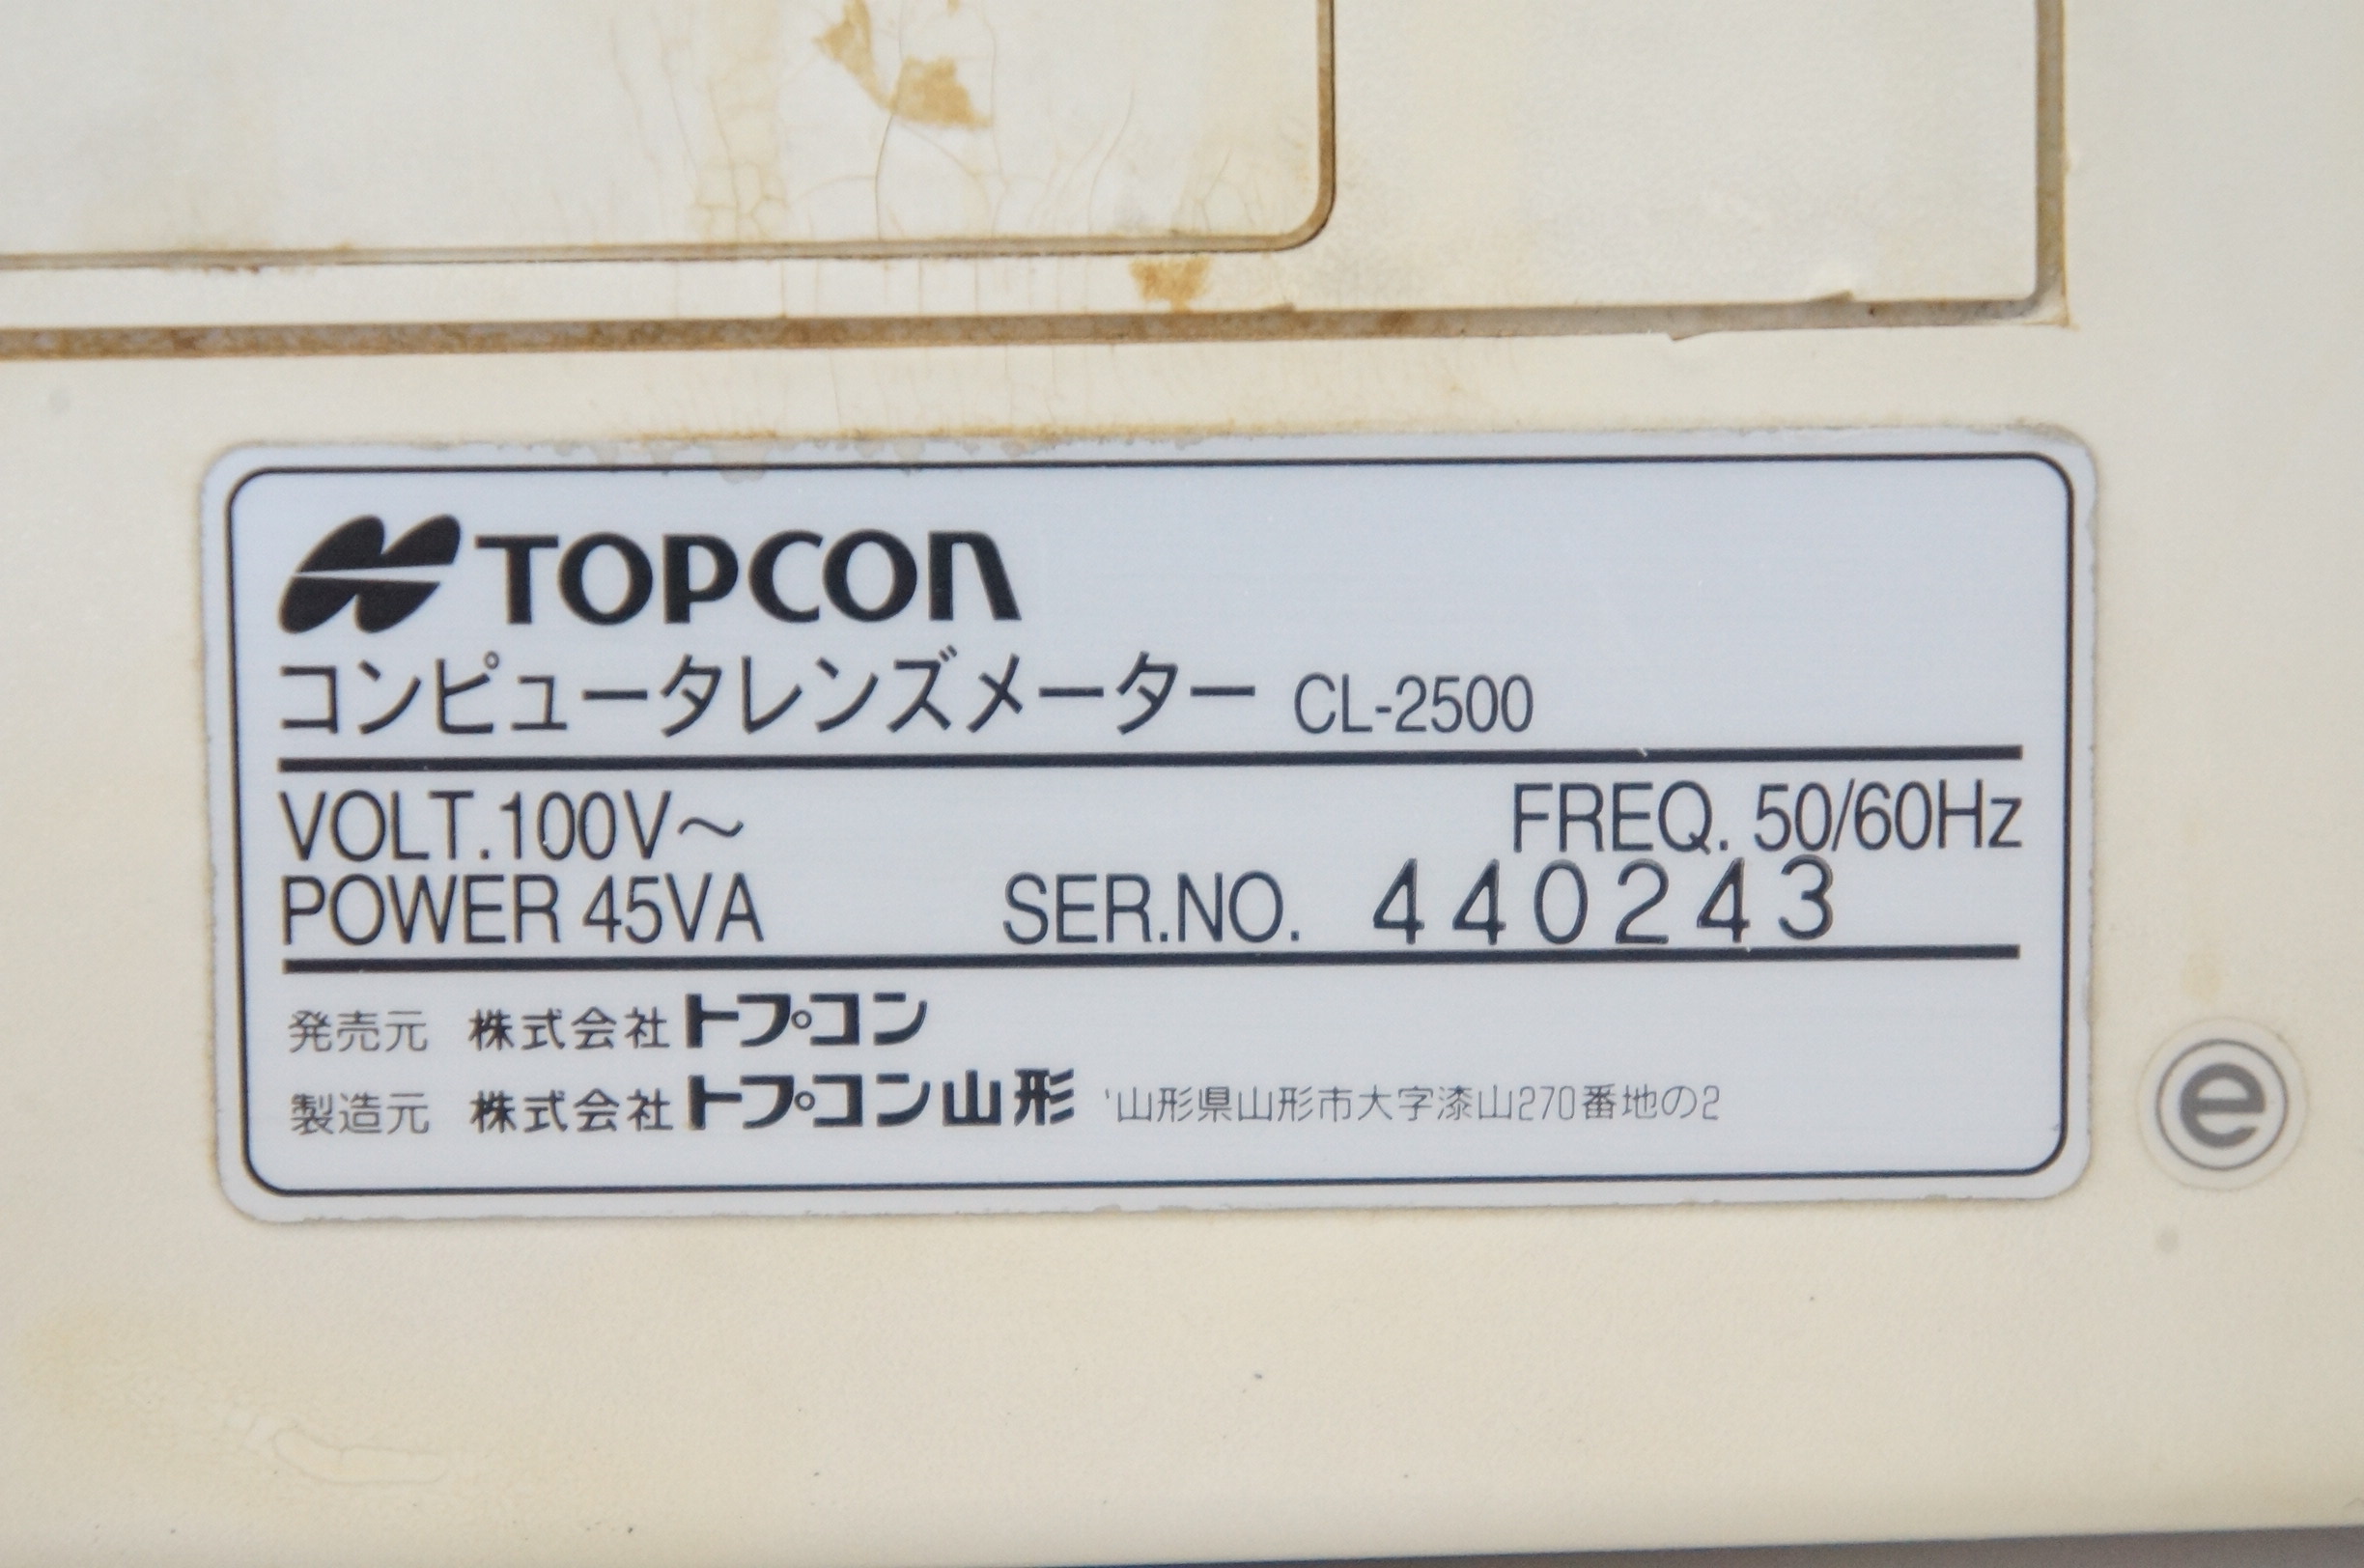 TOPCON
コンピュータレンズメーター CL-2500
VOLT.100V～ FREQ. 50/60Hz
POWER 45VA SER.NO. 440243
発売元 株式会社トプコン
製造元 株式会社トプコン山形 山形県山形市大字漆山270番地の2
e